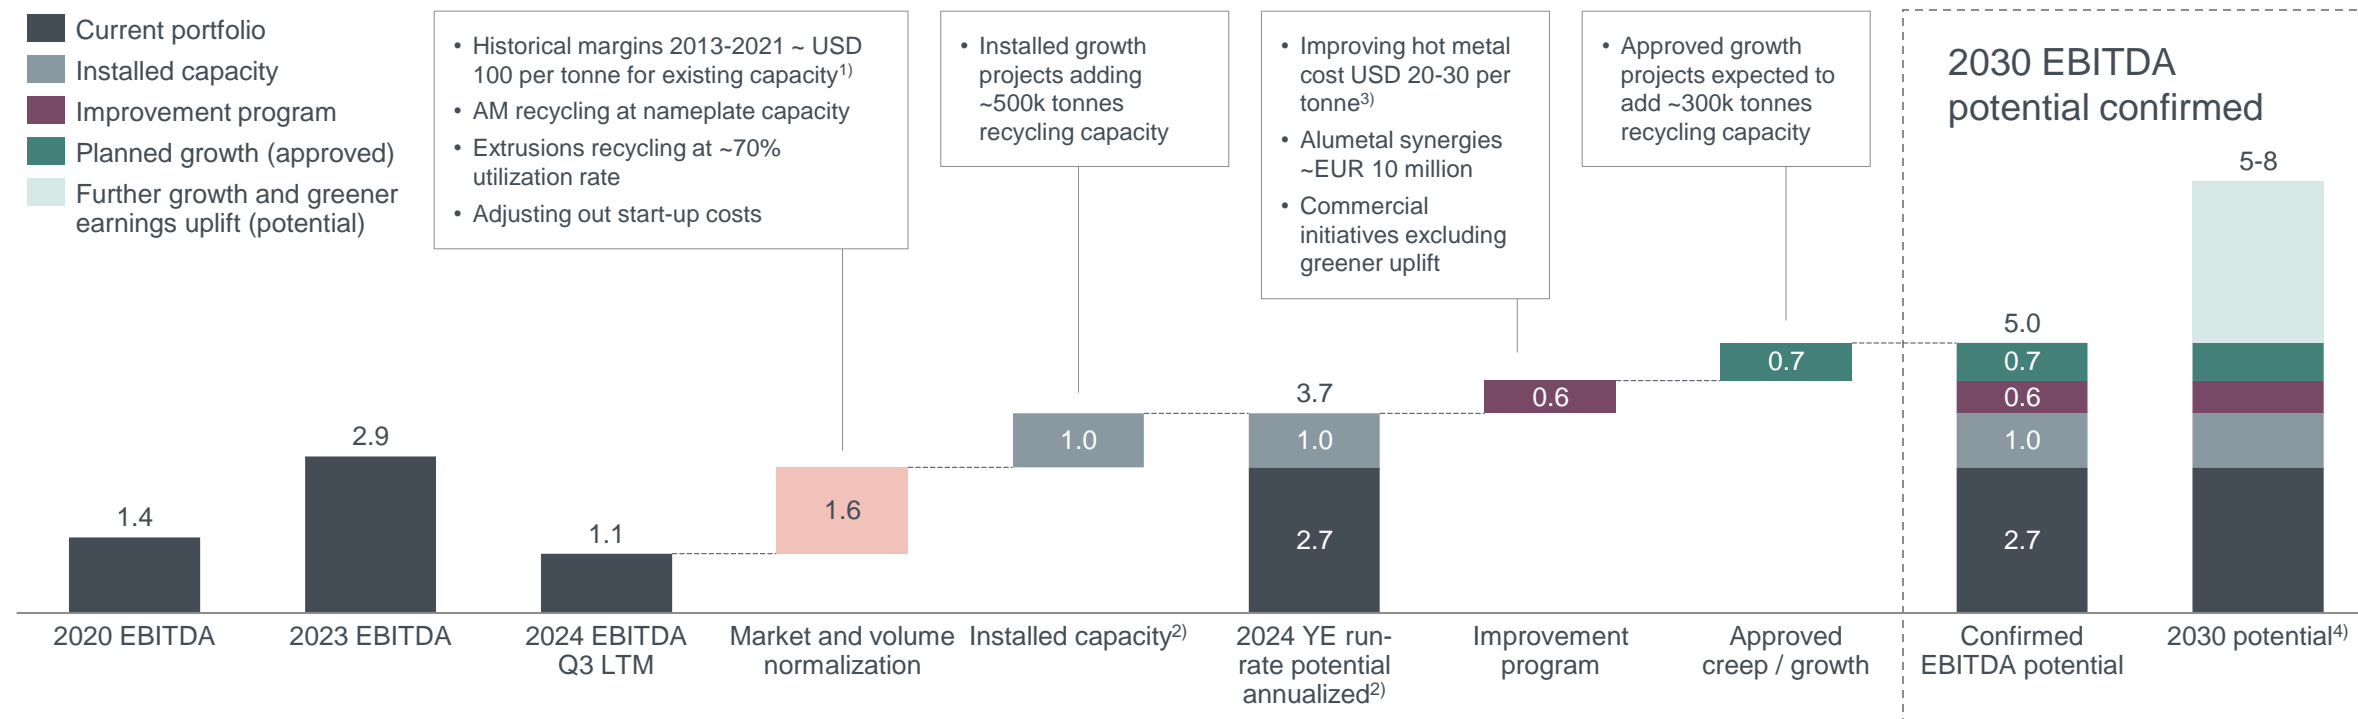 Current portfolio
Installed capacity
Improvement program
Planned growth (approved)
Further growth and greener
earnings uplift (potential)
• Historical margins 2013-2021 ~ USD
100 per tonne for existing capacity1)
• AM recycling at nameplate capacity
• Extrusions recycling at ~70%
utilization rate
• Adjusting out start-up costs
• Installed growth
projects adding
~500k tonnes
recycling capacity
• Improving hot metal
cost USD 20-30 per
tonne3)
• Alumetal synergies
~EUR 10 million
• Commercial
initiatives excluding
greener uplift
• Approved growth
projects expected to
add ~300k tonnes
recycling capacity
2030 EBITDA
potential confirmed
1.4
2.9
1.1
1.6
1.0
3.7
1.0
2.7
0.6
0.7
5.0
0.7
0.6
1.0
2.7
5-8
2020 EBITDA
2023 EBITDA
2024 EBITDA
Q3 LTM
Market and volume
normalization
Installed capacity2)
2024 YE run-
rate potential
annualized2)
Improvement
program
Approved
creep / growth
Confirmed
EBITDA potential
2030 potential4)